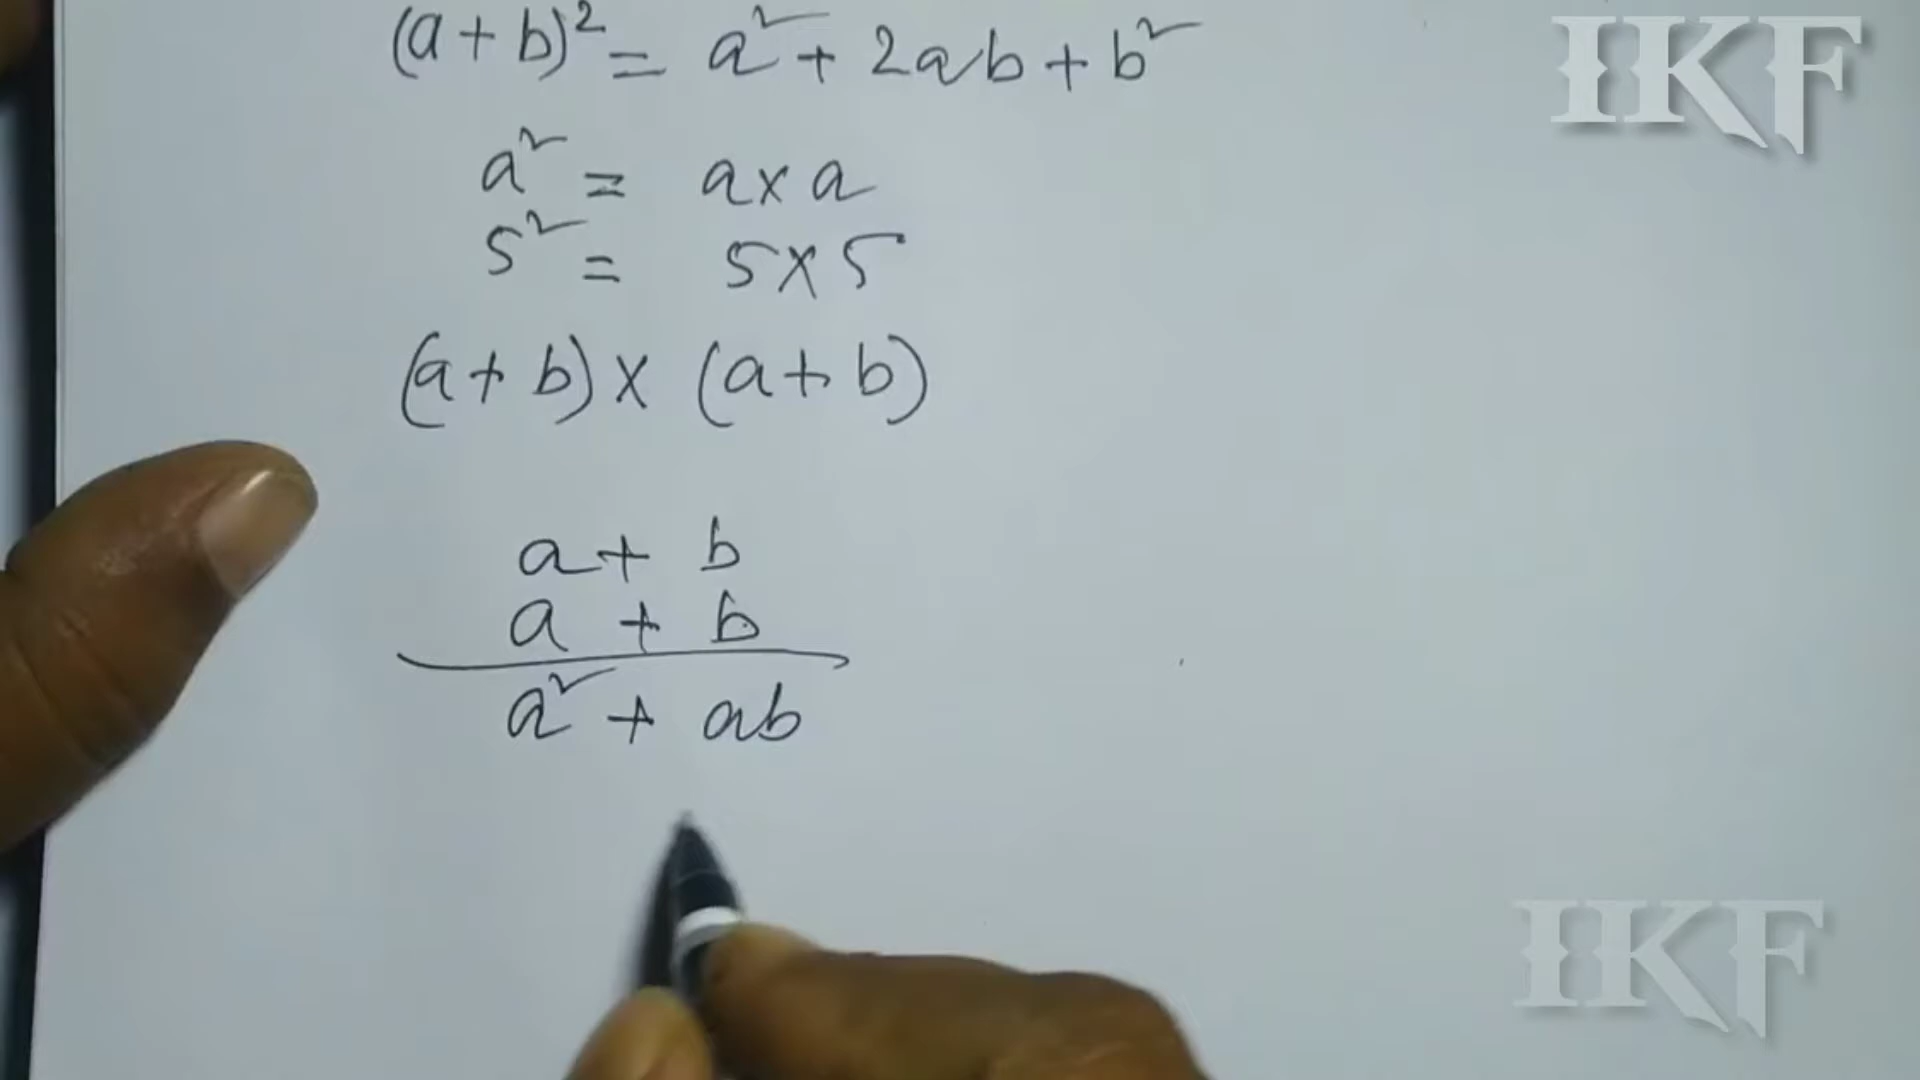 (a + b)² = a² + 2ab + b²
IKF
a² = a x a
5² = 5 x 5
(a + b) x (a + b)
a + b
a + b
a² + ab
IKF